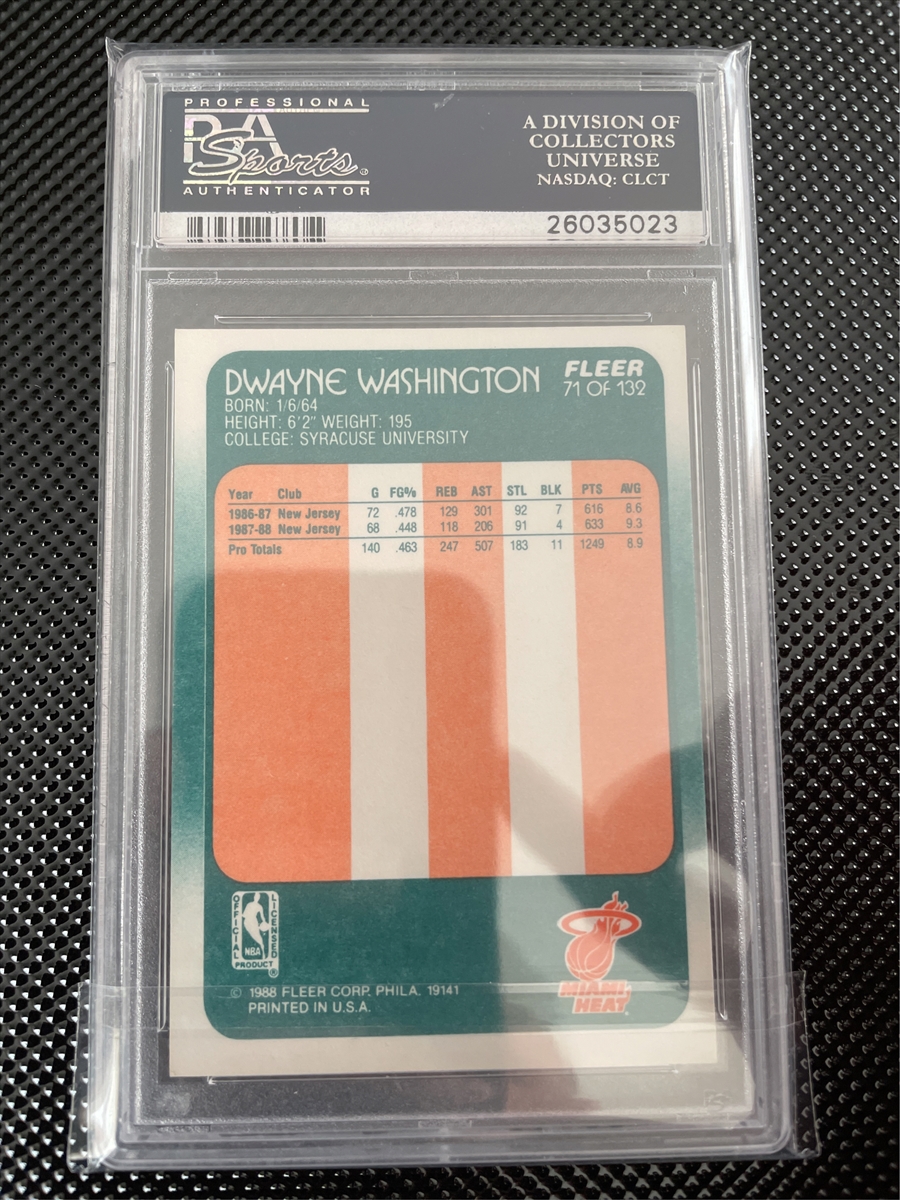 PROFESSIONAL
PSA
Sports
AUTHENTICATOR
A DIVISION OF
COLLECTORS
UNIVERSE
NASDAQ: CLCT
26035023
DWAYNE WASHINGTON
FLEER
71 OF 132
BORN: 1/6/64
HEIGHT: 6'2" WEIGHT: 195
COLLEGE: SYRACUSE UNIVERSITY
Year Club G FG% REB AST STL BLK PTS AVG
1986-87 New Jersey 72 .478 129 301 92 7 616 8.6
1987-88 New Jersey 68 .448 118 206 91 4 633 9.3
Pro Totals 140 .463 247 507 183 11 1249 8.9
OFFICIAL LICENSED
NBA
PRODUCT ®
MIAMI
HEAT
© 1988 FLEER CORP. PHILA. 19141
PRINTED IN U.S.A.